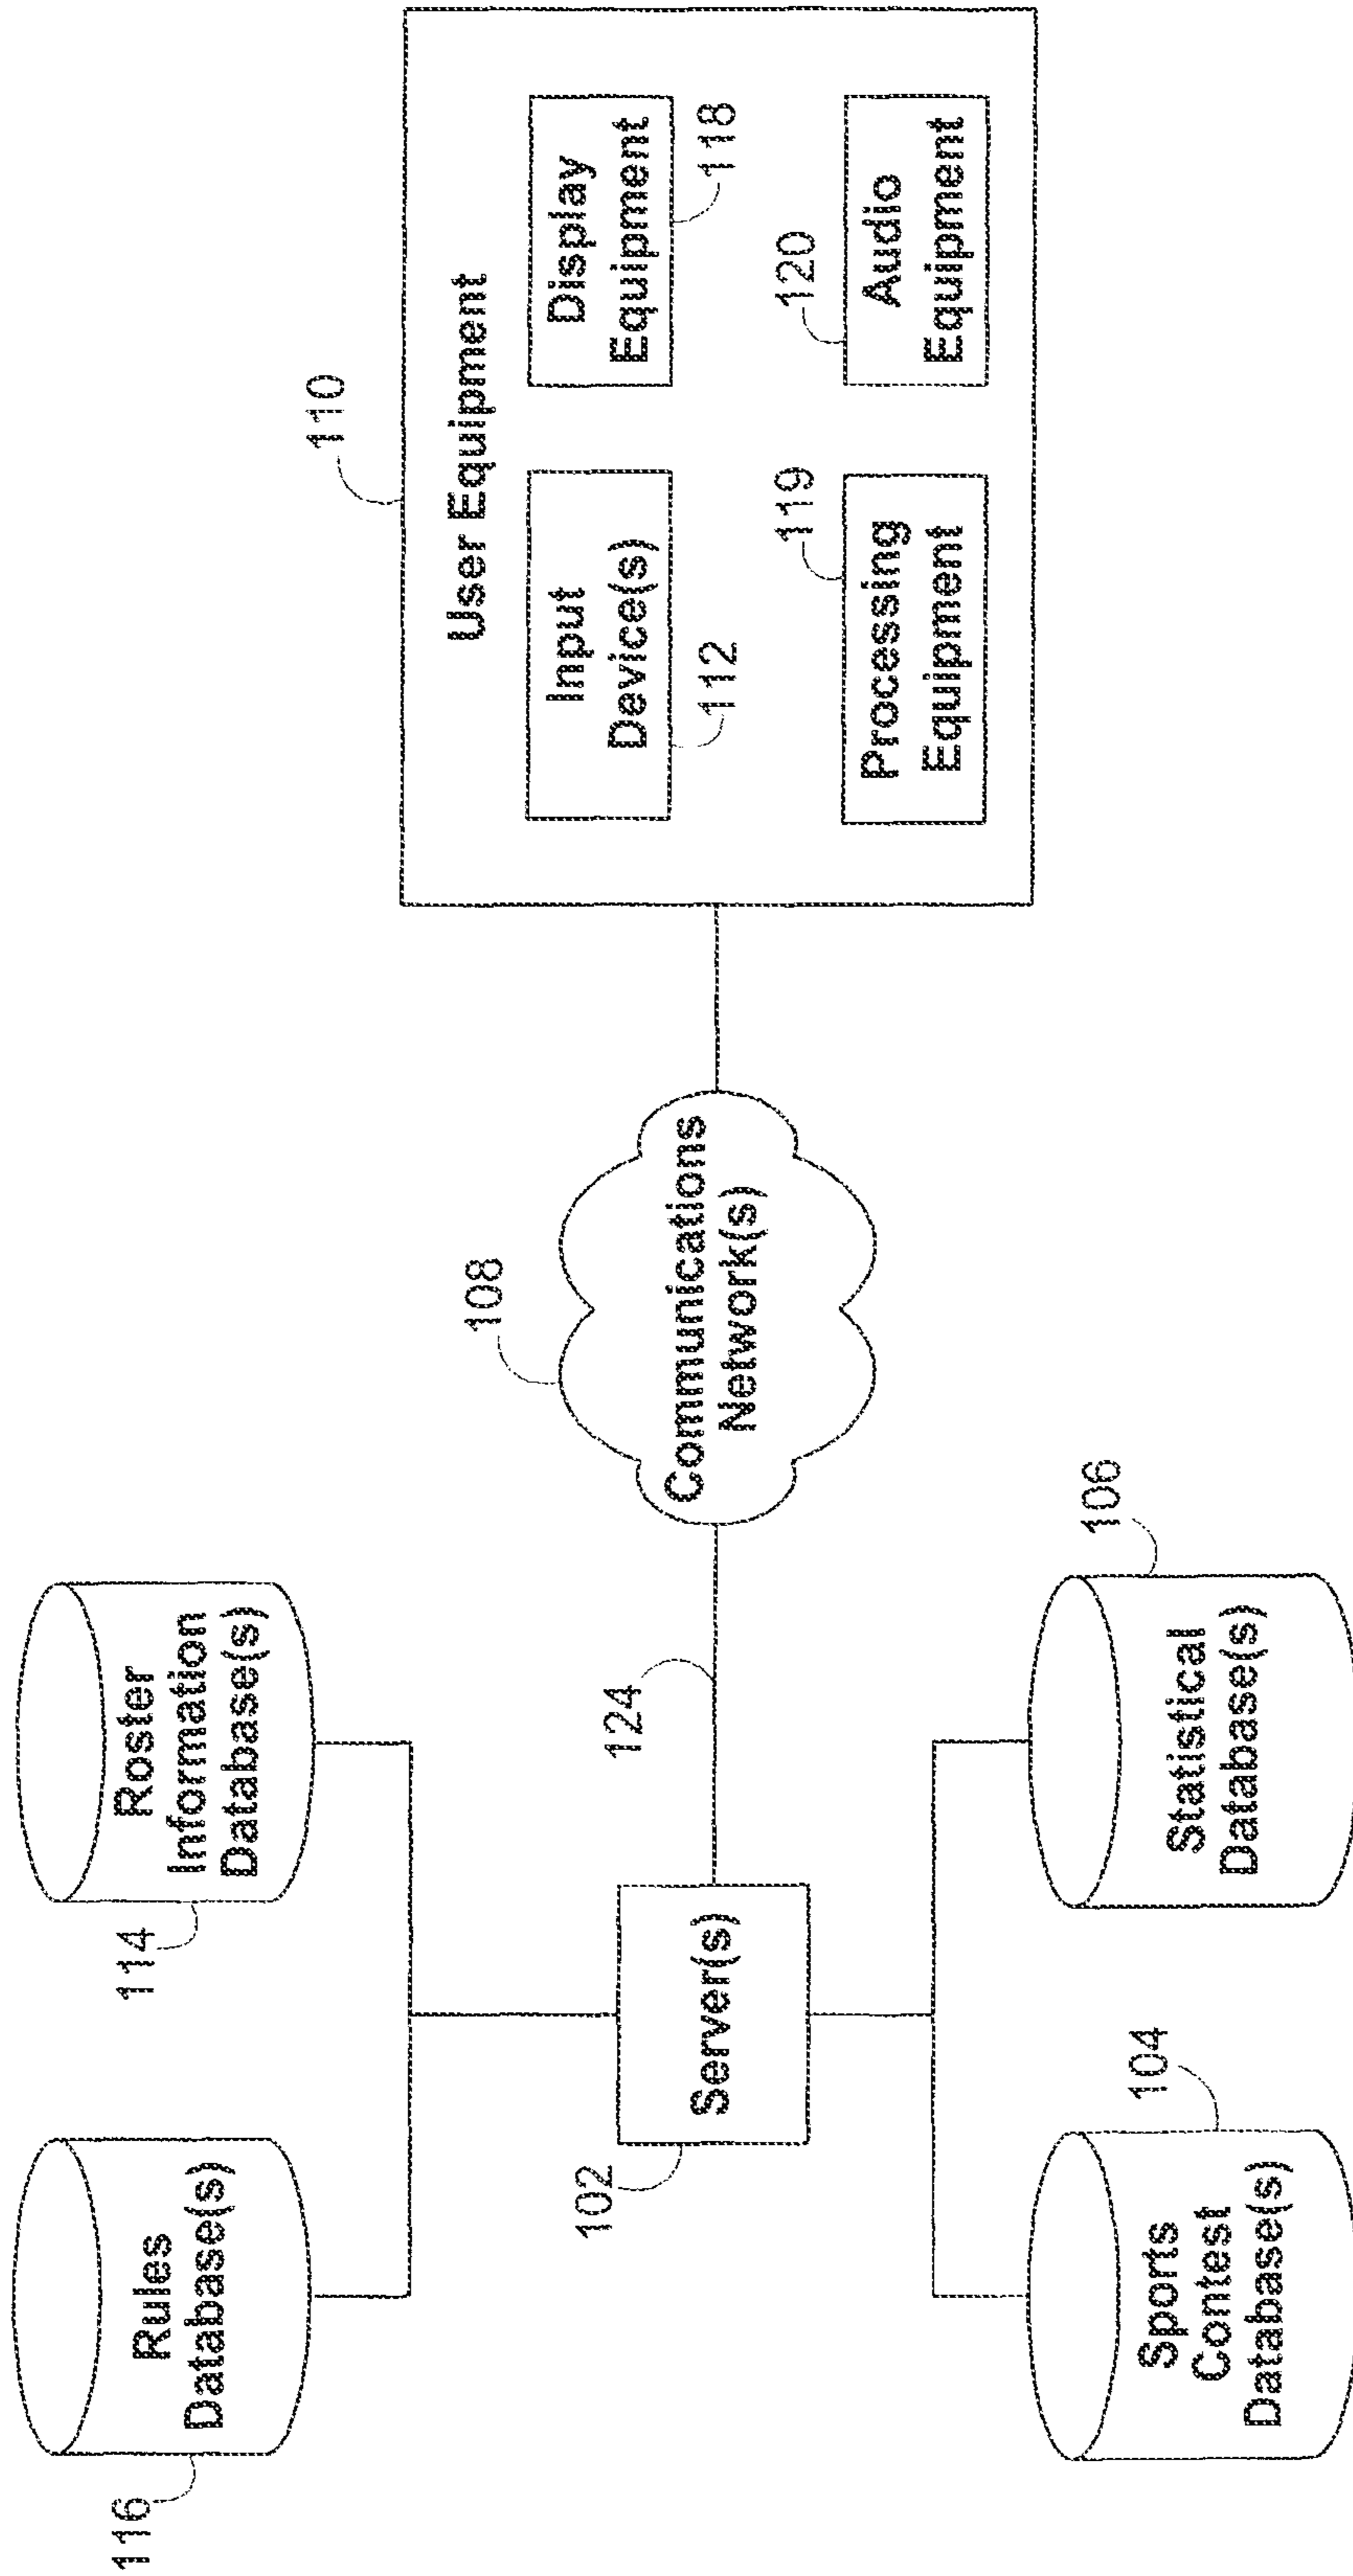 116
Rules
Database(s)
114
Roster
Information
Database(s)
102
Server(s)
124
104
Sports
Contest
Database(s)
106
Statistical
Database(s)
108
Communications
Network(s)
110
User Equipment
Input
Device(s)
112
Display
Equipment
118
119
Processing
Equipment
120
Audio
Equipment